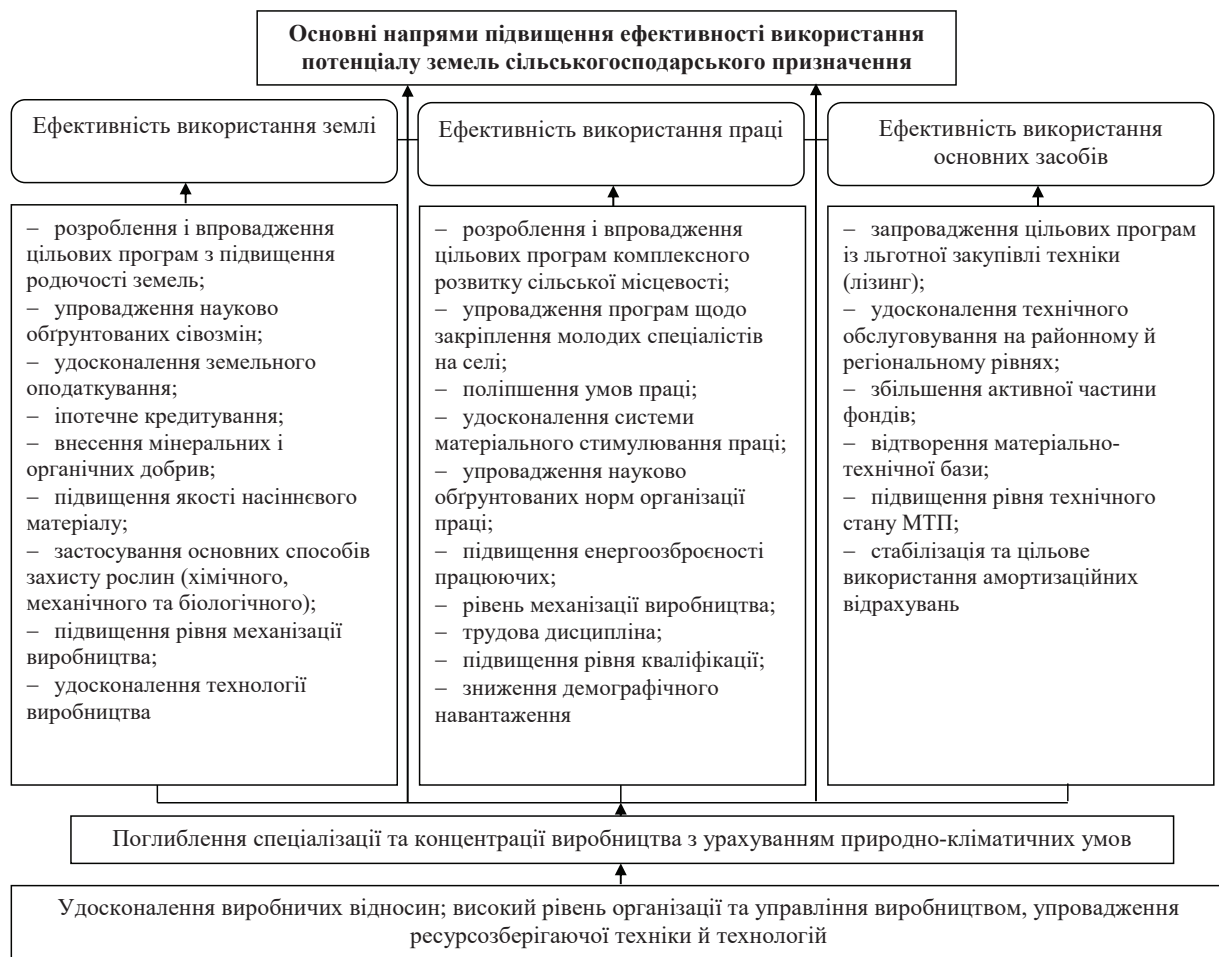 Основні напрями підвищення ефективності використання
потенціалу земель сільськогосподарського призначення
Ефективність використання землі
Ефективність використання праці
Ефективність використання
основних засобів
– розроблення і впровадження
цільових програм з підвищення
родючості земель;
– упровадження науково
обґрунтованих сівозмін;
– удосконалення земельного
оподаткування;
– іпотечне кредитування;
– внесення мінеральних і
органічних добрив;
– підвищення якості насіннєвого
матеріалу;
– застосування основних способів
захисту рослин (хімічного,
механічного та біологічного);
– підвищення рівня механізації
виробництва;
– удосконалення технології
виробництва
– розроблення і впровадження
цільових програм комплексного
розвитку сільської місцевості;
– упровадження програм щодо
закріплення молодих спеціалістів
на селі;
– поліпшення умов праці;
– удосконалення системи
матеріального стимулювання праці;
– упровадження науково
обґрунтованих норм організації
праці;
– підвищення енергоозброєності
працюючих;
– рівень механізації виробництва;
– трудова дисципліна;
– підвищення рівня кваліфікації;
– зниження демографічного
навантаження
– запровадження цільових програм
із льготної закупівлі техніки
(лізинг);
– удосконалення технічного
обслуговування на районному й
регіональному рівнях;
– збільшення активної частини
фондів;
– відтворення матеріально-
технічної бази;
– підвищення рівня технічного
стану МТП;
– стабілізація та цільове
використання амортизаційних
відрахувань
Поглиблення спеціалізації та концентрації виробництва з урахуванням природно-кліматичних умов
Удосконалення виробничих відносин; високий рівень організації та управління виробництвом, упровадження
ресурсозберігаючої техніки й технологій